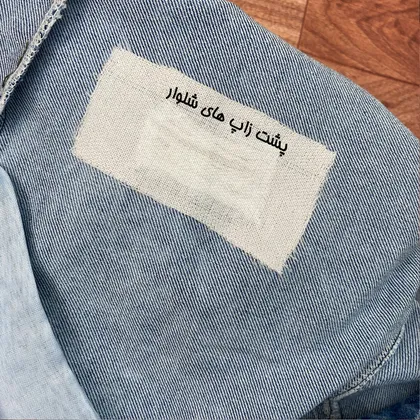 پشت زاپ های شلوار